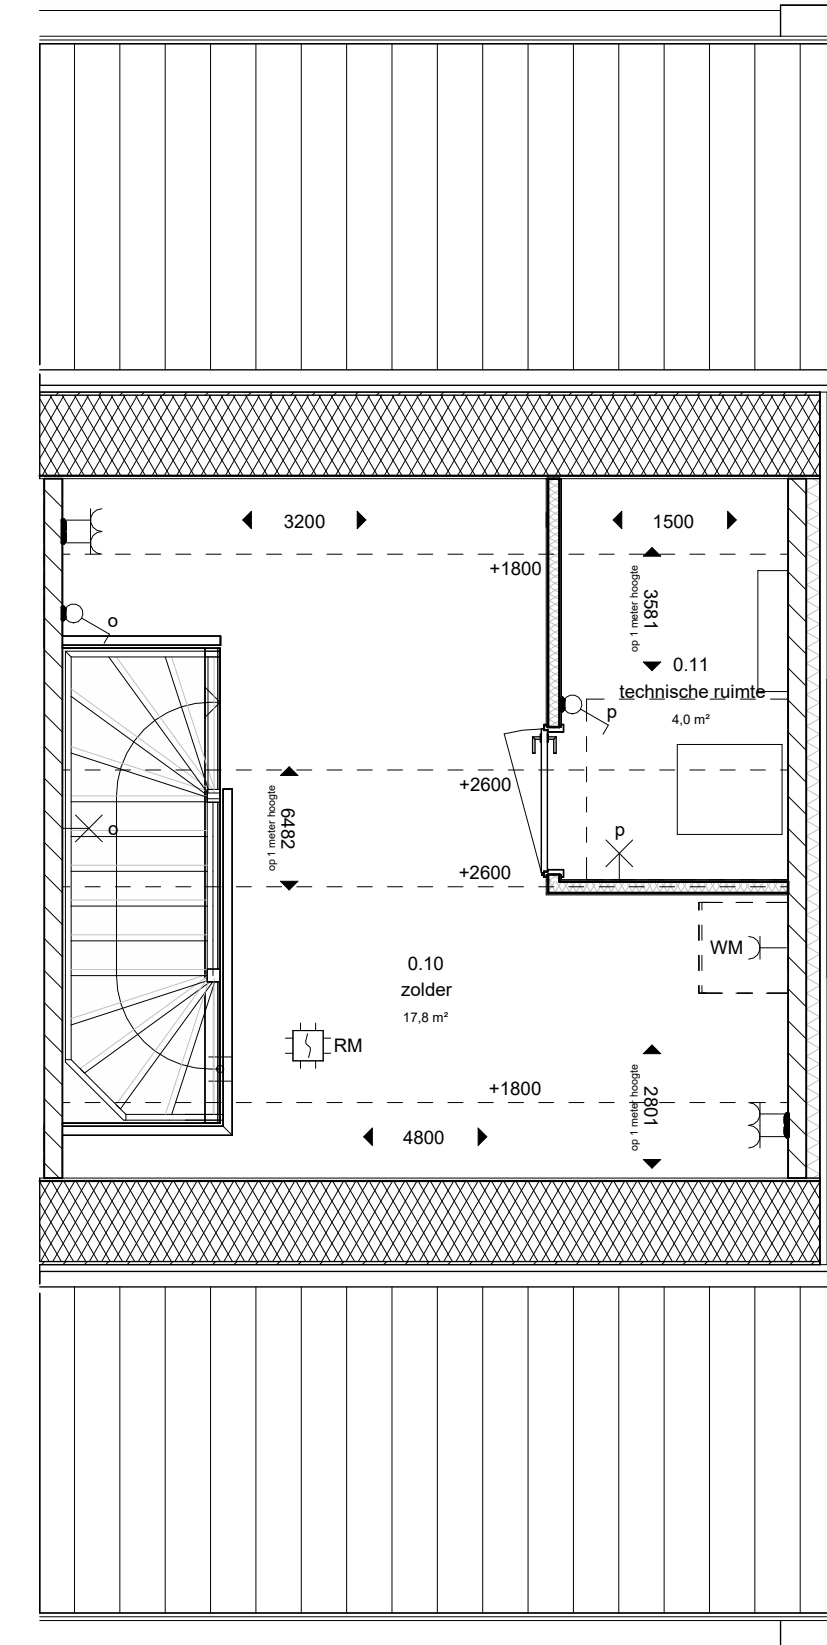 3200
1500
+1800
op 1 meter hoogte
3581
o
0.11
technische ruimte
4,0 m²
p
+2600
op 1 meter hoogte
6482
o
p
+2600
WM
0.10
zolder
17,8 m²
RM
+1800
op 1 meter hoogte
2801
4800